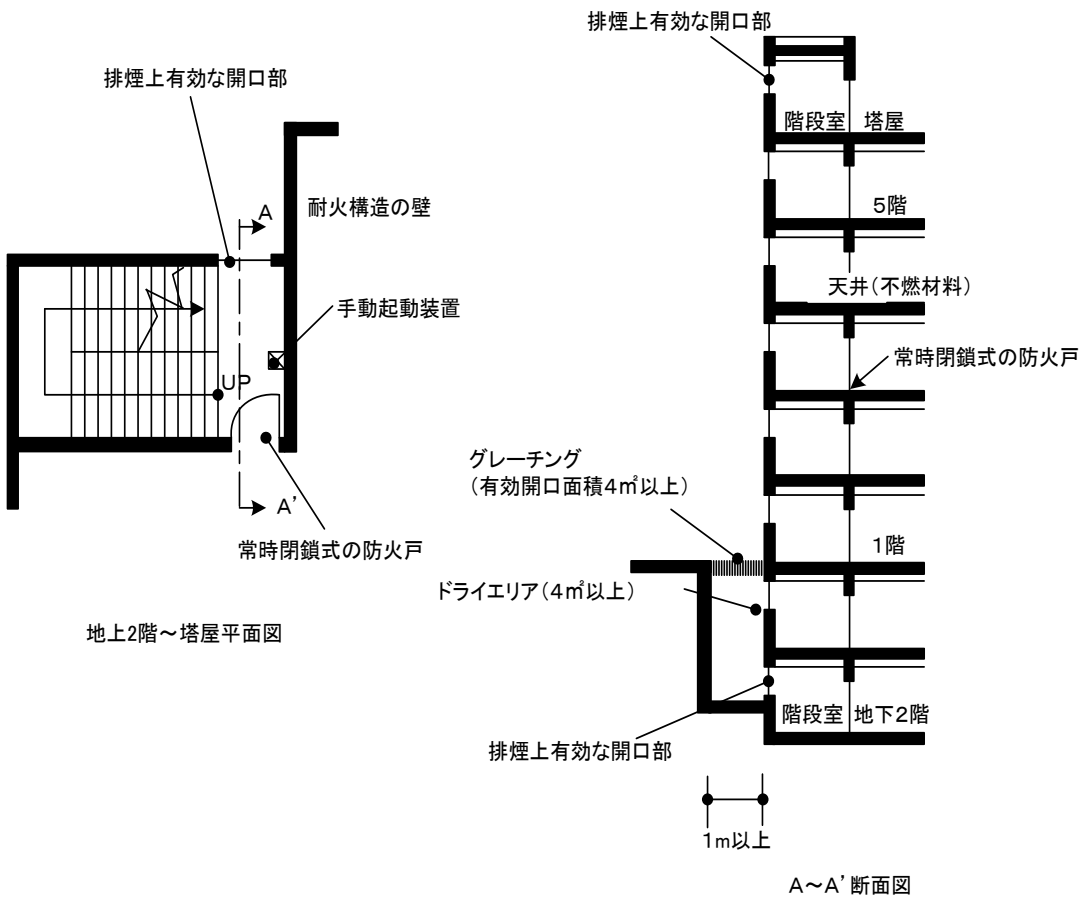 排煙上有効な開口部
A
耐火構造の壁
手動起動装置
UP
A’
常時閉鎖式の防火戸
地上2階～塔屋平面図
排煙上有効な開口部
階段室
塔屋
5階
天井（不燃材料）
常時閉鎖式の防火戸
グレーチング
（有効開口面積4㎡以上）
1階
ドライエリア（4㎡以上）
階段室
地下2階
排煙上有効な開口部
1m以上
A～A’断面図